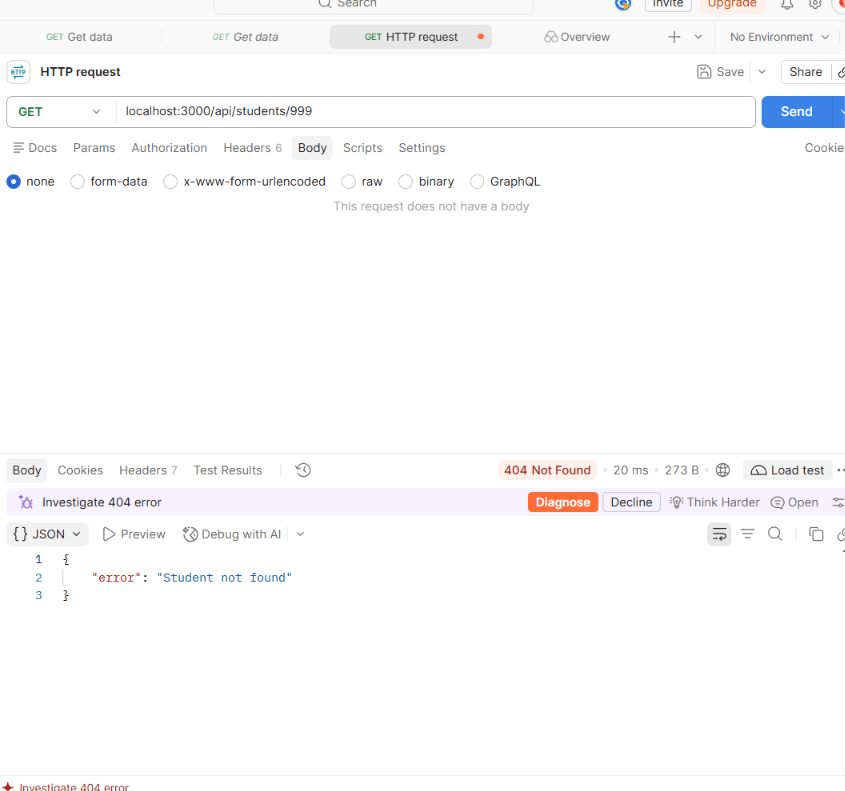 Search Invite Upgrade
GET Get data GET Get data GET HTTP request Overview No Environment
HTTP HTTP request Save Share
GET localhost:3000/api/students/999 Send
Docs Params Authorization Headers 6 Body Scripts Settings Cookie
none form-data x-www-form-urlencoded raw binary GraphQL
This request does not have a body
Body Cookies Headers 7 Test Results 404 Not Found 20 ms 273 B Load test
Investigate 404 error Diagnose Decline Think Harder Open
{} JSON Preview Debug with AI
1 {
2 "error": "Student not found"
3 }
Investigate 404 error